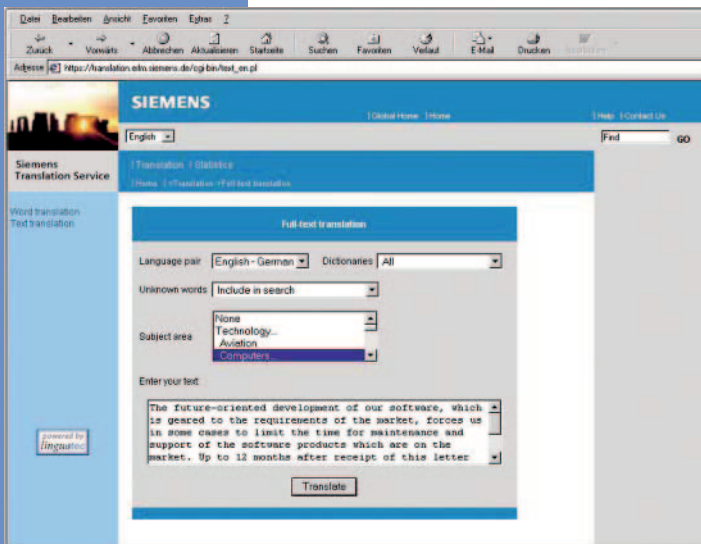 Datei Bearbeiten Ansicht Favoriten Extras ?
Zurück Vorwärts Abbrechen Aktualisieren Startseite Suchen Favoriten Verlauf E-Mail Drucken
Adresse https://translation.edm.siemens.de/cgi-bin/text_en.pl
SIEMENS
| Global Home | Home | Help | Contact Us
English Find GO
Siemens
Translation Service
| Translation | Statistics
| Home | >Translation >Full-text translation
Word translation
Text translation
Full-text translation
Language pair English - German Dictionaries All
Unknown words Include in search
Subject area
None
Technology...
Aviation
Computers...
Enter your text
The future-oriented development of our software, which
is geared to the requirements of the market, forces us
in some cases to limit the time for maintenance and
support of the software products which are on the
market. Up to 12 months after receipt of this letter
powered by
linguatec
Translate